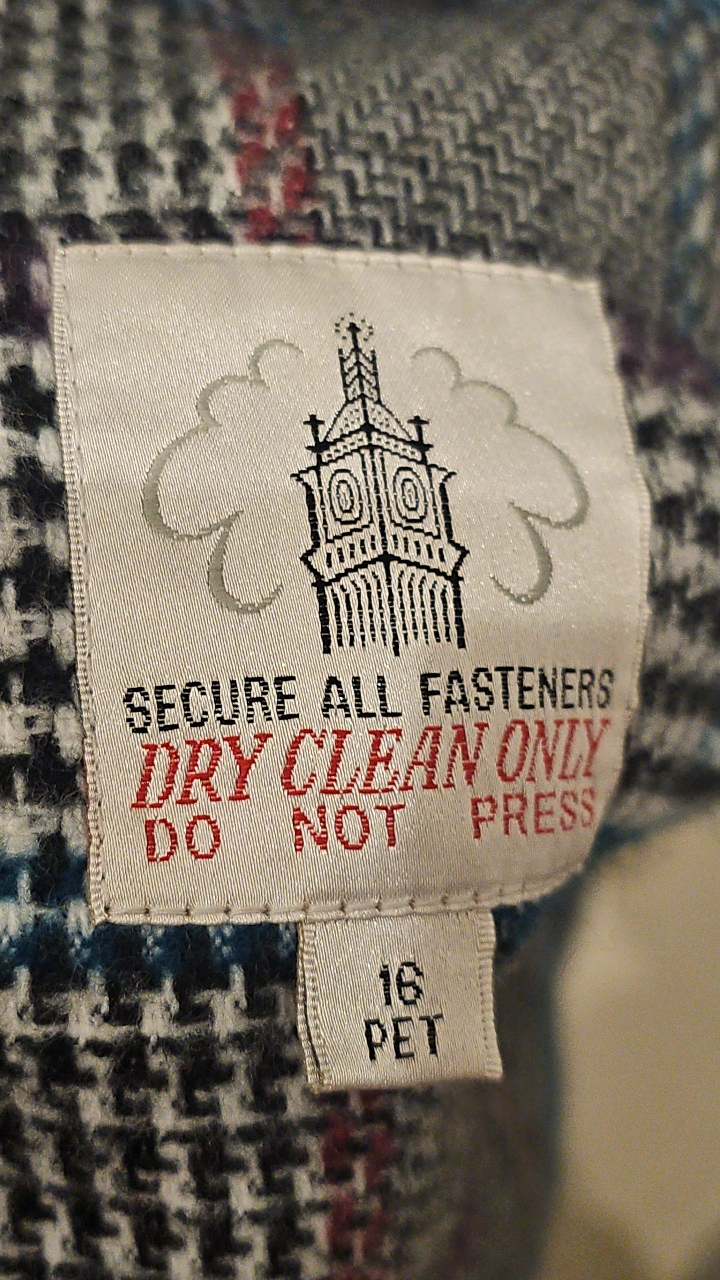 SECURE ALL FASTENERS
DRY CLEAN ONLY
DO NOT PRESS
16
PET